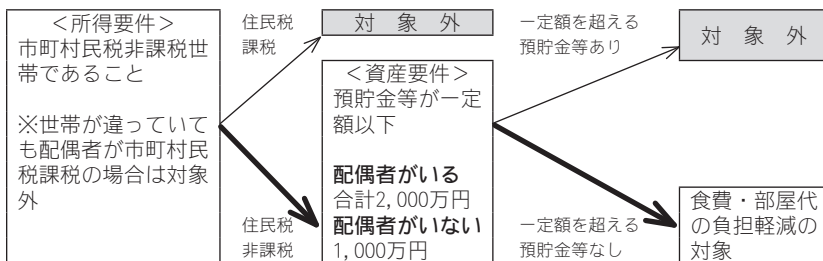 <所得要件>
市町村民税非課税世
帯であること
※世帯が違っていて
も配偶者が市町村民
税課税の場合は対象
外
住民税
課税
対象外
<資産要件>
預貯金等が一定
額以下
配偶者がいる
合計2,000万円
配偶者がいない
1,000万円
住民税
非課税
一定額を超える
預貯金等あり
対象外
一定額を超える
預貯金等なし
食費・部屋代
の負担軽減の
対象